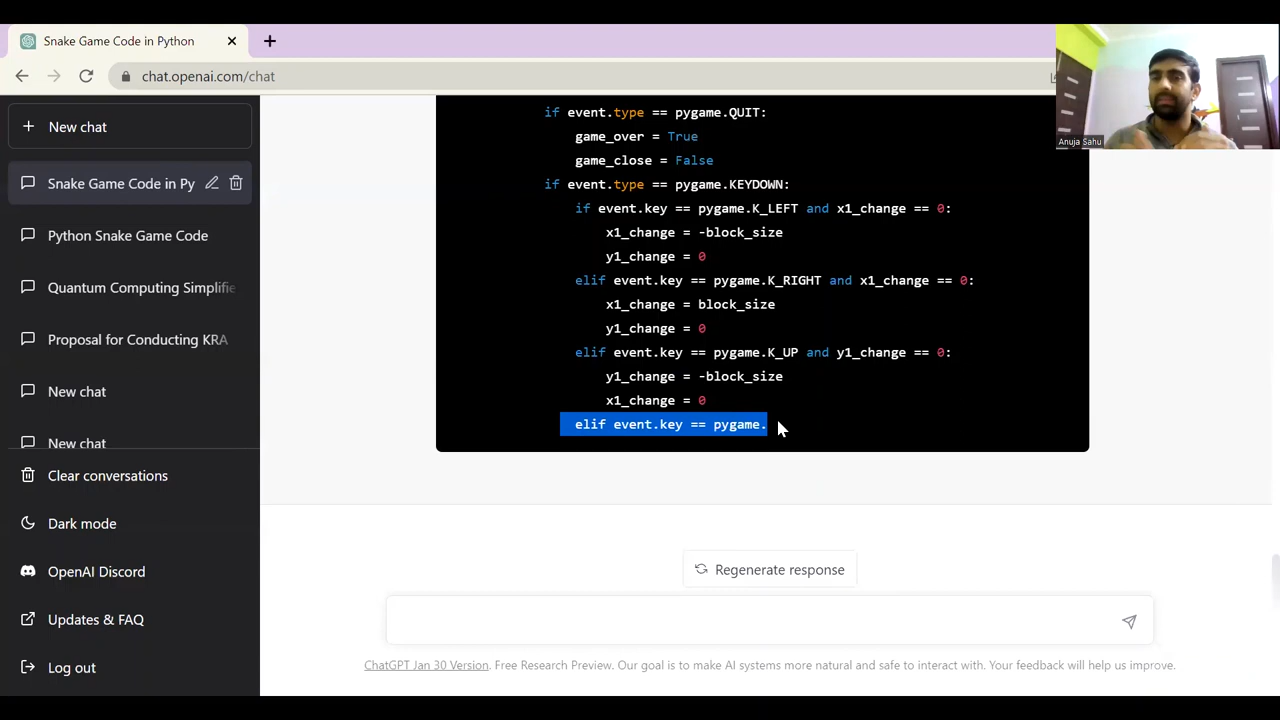 Snake Game Code in Python
chat.openai.com/chat
New chat
Snake Game Code in Py
Python Snake Game Code
Quantum Computing Simplifie
Proposal for Conducting KRA
New chat
New chat
Clear conversations
Dark mode
OpenAI Discord
Updates & FAQ
Log out
if event.type == pygame.QUIT:
game_over = True
game_close = False
if event.type == pygame.KEYDOWN:
if event.key == pygame.K_LEFT and x1_change == 0:
x1_change = -block_size
y1_change = 0
elif event.key == pygame.K_RIGHT and x1_change == 0:
x1_change = block_size
y1_change = 0
elif event.key == pygame.K_UP and y1_change == 0:
y1_change = -block_size
x1_change = 0
elif event.key == pygame.
Anuja Sahu
Regenerate response
ChatGPT Jan 30 Version. Free Research Preview. Our goal is to make AI systems more natural and safe to interact with. Your feedback will help us improve.